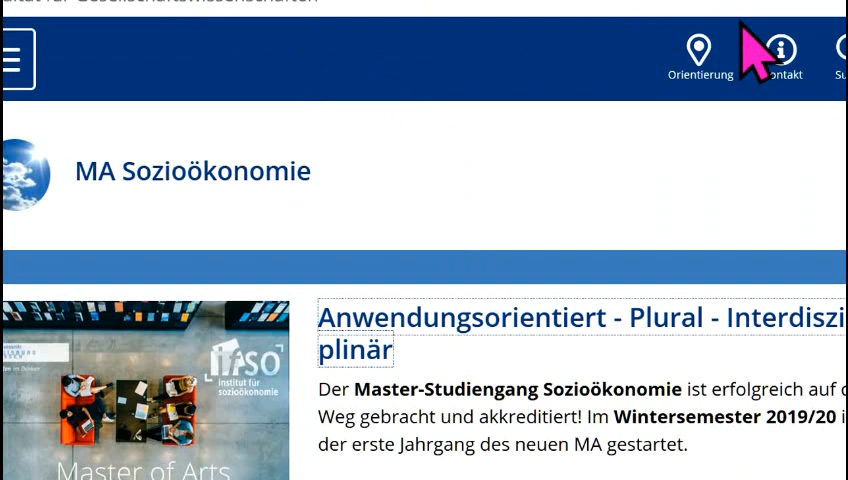 Orientierung
MA Sozioökonomie
Anwendungsorientiert - Plural - Interdiszi
plinär
Der Master-Studiengang Sozioökonomie ist erfolgreich auf
Weg gebracht und akkreditiert! Im Wintersemester 2019/20
der erste Jahrgang des neuen MA gestartet.
ifso
institut für
sozioökonomie
Master of Arts